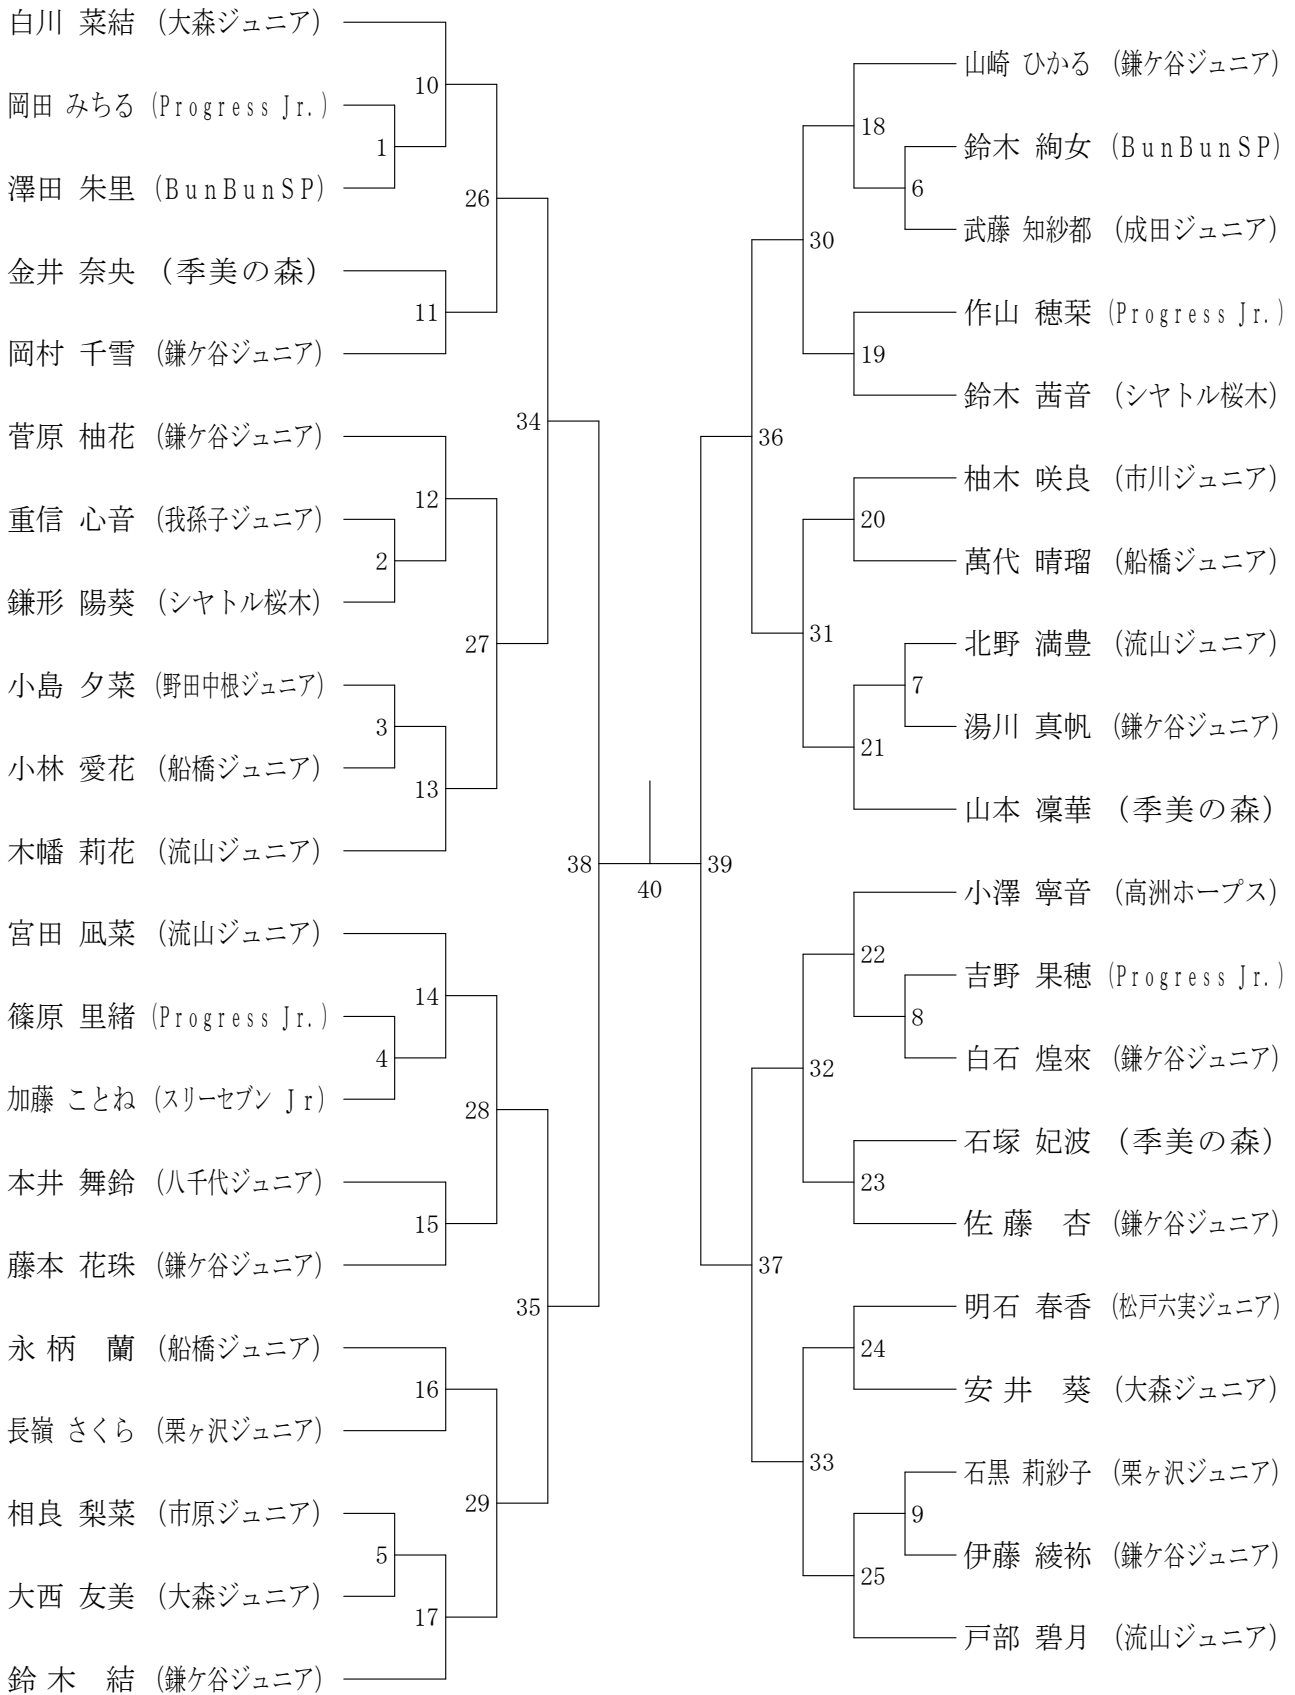 白川 菜結 (大森ジュニア)
岡田 みちる (Progress Jr.)
澤田 朱里 (BunBunSP)
金井 奈央 (季美の森)
岡村 千雪 (鎌ケ谷ジュニア)
菅原 柚花 (鎌ケ谷ジュニア)
重信 心音 (我孫子ジュニア)
鎌形 陽葵 (シヤトル桜木)
小島 夕菜 (野田中根ジュニア)
小林 愛花 (船橋ジュニア)
木幡 莉花 (流山ジュニア)
宮田 凪菜 (流山ジュニア)
篠原 里緒 (Progress Jr.)
加藤 ことね (スリーセブン Jr)
本井 舞鈴 (八千代ジュニア)
藤本 花珠 (鎌ケ谷ジュニア)
永柄 蘭 (船橋ジュニア)
長嶺 さくら (栗ヶ沢ジュニア)
相良 梨菜 (市原ジュニア)
大西 友美 (大森ジュニア)
鈴木 結 (鎌ケ谷ジュニア)
1
2
3
4
5
10
11
12
13
14
15
16
17
26
27
28
29
34
35
38
40
39
36
37
30
31
32
33
18
19
20
21
22
23
24
25
6
7
8
9
山崎 ひかる (鎌ケ谷ジュニア)
鈴木 絢女 (BunBunSP)
武藤 知紗都 (成田ジュニア)
作山 穂栞 (Progress Jr.)
鈴木 茜音 (シヤトル桜木)
柚木 咲良 (市川ジュニア)
萬代 晴瑠 (船橋ジュニア)
北野 満豊 (流山ジュニア)
湯川 真帆 (鎌ケ谷ジュニア)
山本 凜華 (季美の森)
小澤 寧音 (高洲ホープス)
吉野 果穂 (Progress Jr.)
白石 煌來 (鎌ケ谷ジュニア)
石塚 妃波 (季美の森)
佐藤 杏 (鎌ケ谷ジュニア)
明石 春香 (松戸六実ジュニア)
安井 葵 (大森ジュニア)
石黒 莉紗子 (栗ヶ沢ジュニア)
伊藤 綾祢 (鎌ケ谷ジュニア)
戸部 碧月 (流山ジュニア)